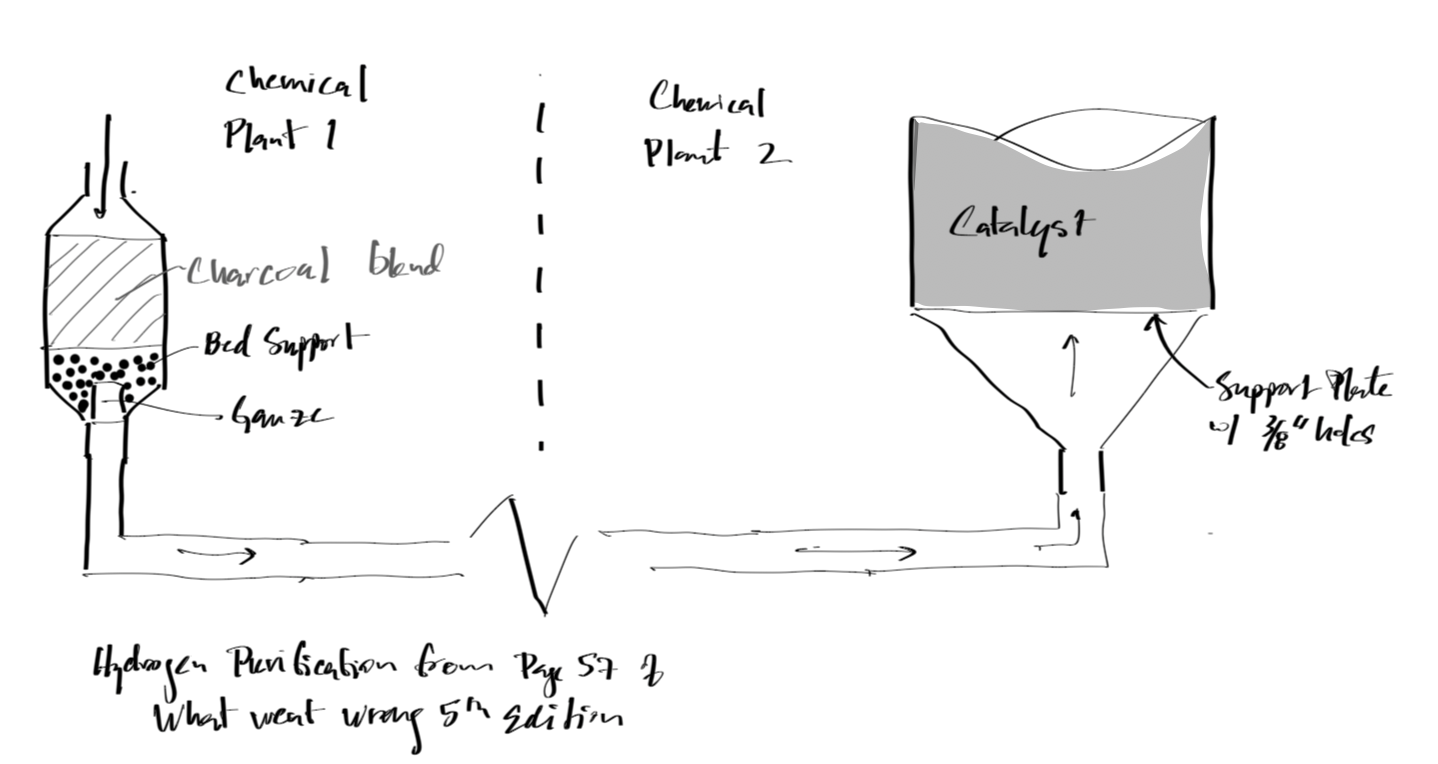 Chemical
Plant 1
Chemical
Plant 2
Catalyst
Charcoal blend
Bed Support
Gauze
Support Plate
w/ 3/8" holes
Hydrogen Purification from Page 57 of
What went wrong 5th Edition